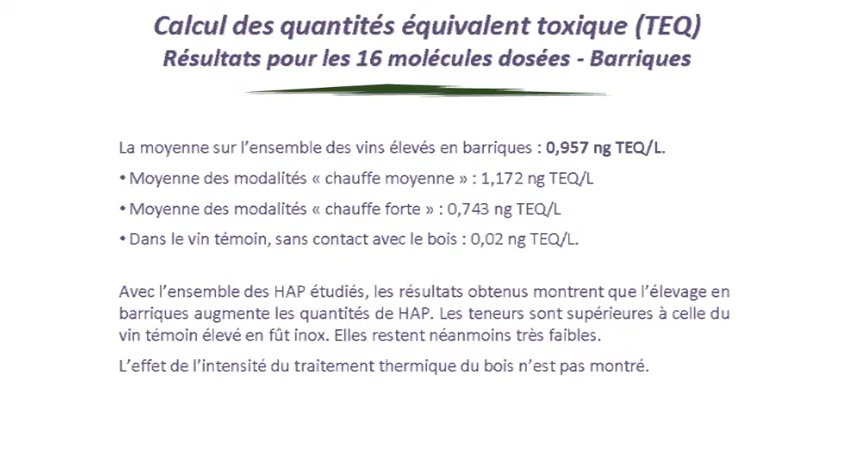 Calcul des quantités équivalent toxique (TEQ)
Résultats pour les 16 molécules dosées - Barriques
La moyenne sur l'ensemble des vins élevés en barriques : 0,957 ng TEQ/L.
• Moyenne des modalités « chauffe moyenne » : 1,172 ng TEQ/L
• Moyenne des modalités « chauffe forte » : 0,743 ng TEQ/L
• Dans le vin témoin, sans contact avec le bois : 0,02 ng TEQ/L.
Avec l'ensemble des HAP étudiés, les résultats obtenus montrent que l'élevage en
barriques augmente les quantités de HAP. Les teneurs sont supérieures à celle du
vin témoin élevé en fût inox. Elles restent néanmoins très faibles.
L'effet de l'intensité du traitement thermique du bois n'est pas montré.